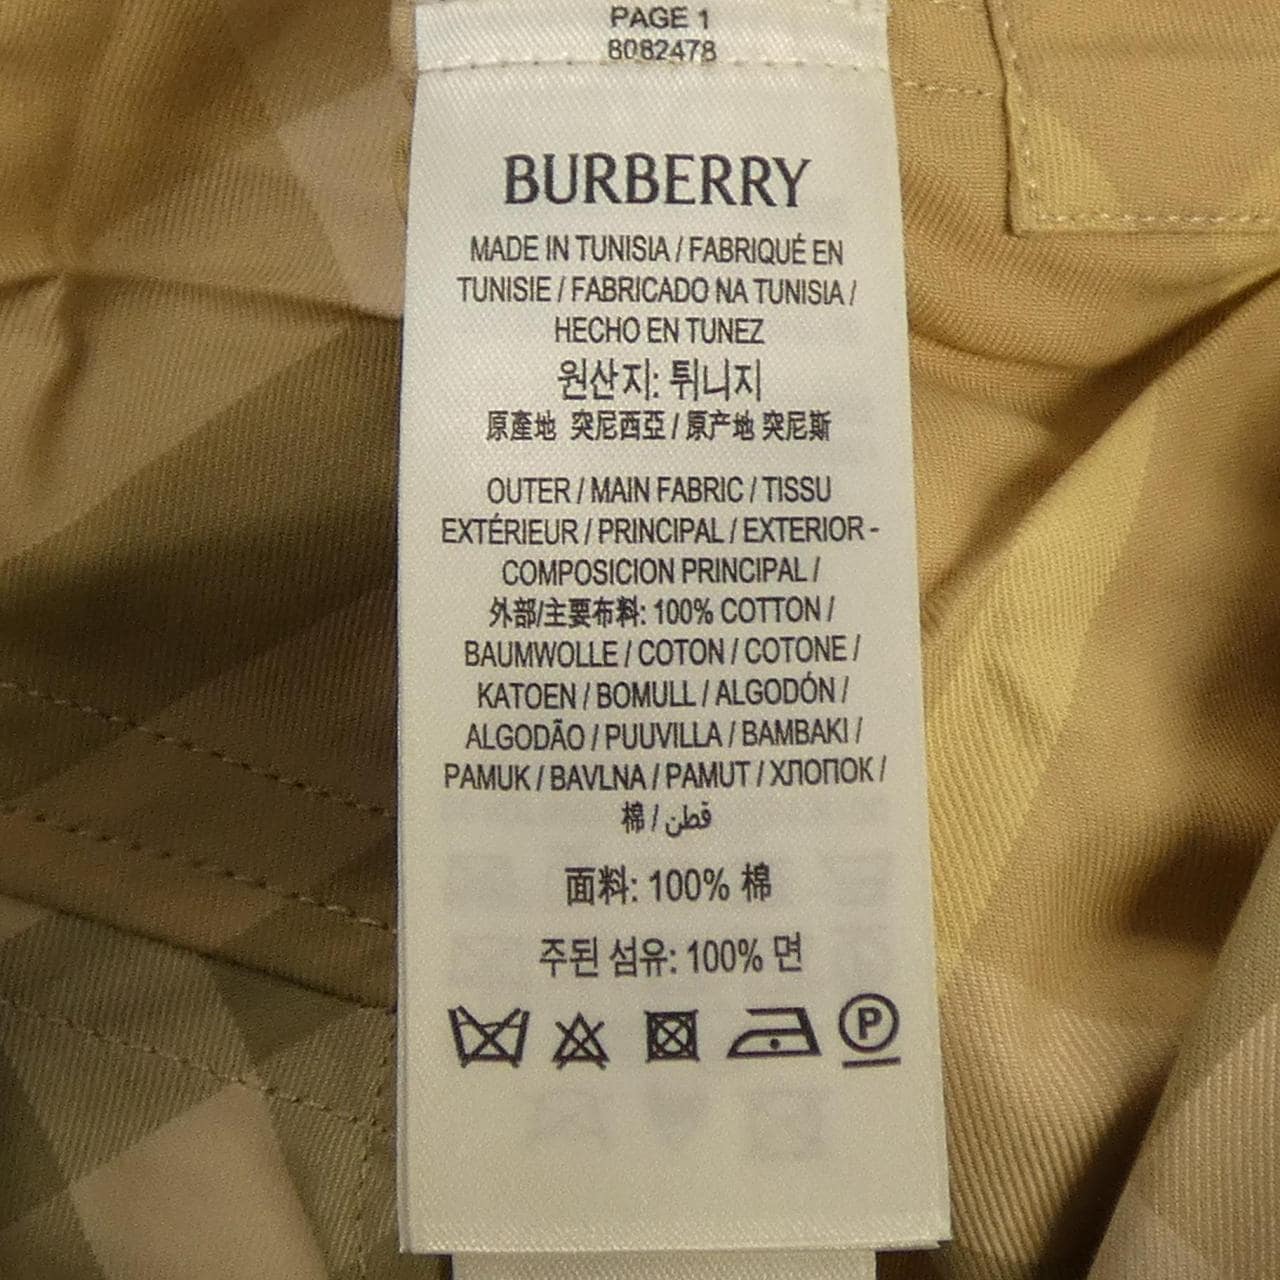 PAGE 1
8082478
BURBERRY
MADE IN TUNISIA / FABRIQUÉ EN
TUNISIE / FABRICADO NA TUNISIA /
HECHO EN TUNEZ
원산지: 튀니지
原產地 突尼西亞 / 原产地 突尼斯
OUTER / MAIN FABRIC / TISSU
EXTÉRIEUR / PRINCIPAL / EXTERIOR -
COMPOSICION PRINCIPAL /
外部/主要布料: 100% COTTON /
BAUMWOLLE / COTON / COTONE /
KATOEN / BOMULL / ALGODÓN /
ALGODÃO / PUUVILLA / BAMBAKI /
PAMUK / BAVLNA / PAMUT / ХЛОПОК /
棉 / قطن
面料: 100% 棉
주된 섬유: 100% 면
P